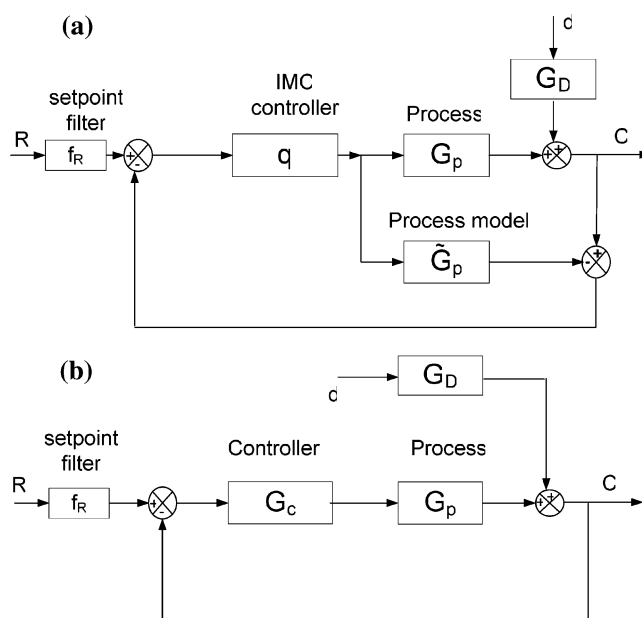 (a)
d
G_D
IMC
controller
setpoint
filter
Process
R
f_R
+
-
q
G_p
+
+
C
Process model
G̃_p
-
+
(b)
d
G_D
setpoint
filter
Controller
Process
R
f_R
+
-
G_c
G_p
+
+
C